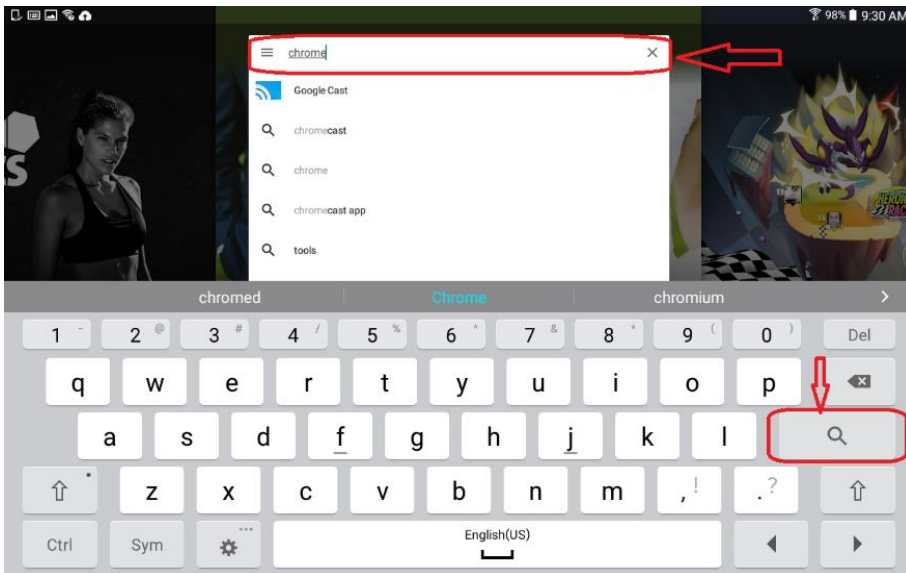 98% 9:30 AM
chrome
Google Cast
chromecast
chrome
chromecast app
tools
S
HEROES
chromed Chrome chromium
1 - 2 @ 3 # 4 / 5 % 6 ^ 7 & 8 * 9 ( 0 ) Del
q w e r t y u i o p
a s d f g h j k l
z x c v b n m , ! . ?
Ctrl Sym English(US)